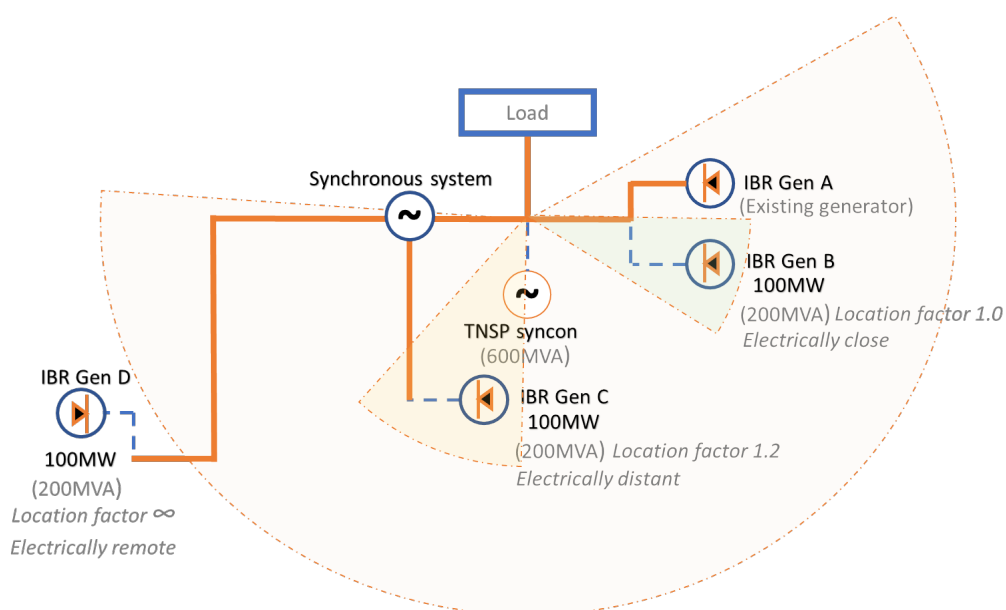 Load
Synchronous system
~
IBR Gen A
(Existing generator)
IBR Gen B
100MW
(200MVA) Location factor 1.0
Electrically close
~
TNSP syncon
(600MVA)
IBR Gen C
100MW
(200MVA) Location factor 1.2
Electrically distant
IBR Gen D
100MW
(200MVA)
Location factor ∞
Electrically remote